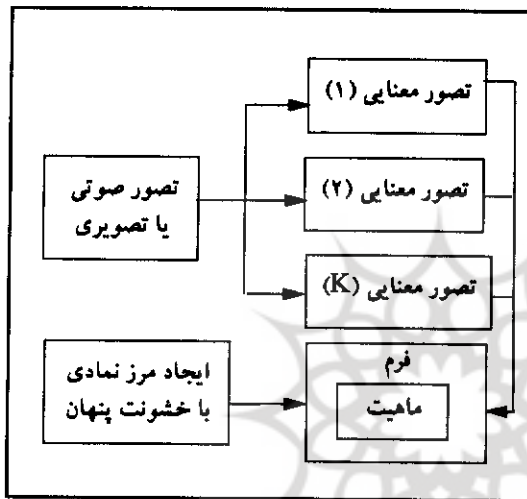 تصور معنایی (۱)
تصور صوتی
یا تصویری
تصور معنایی (۲)
تصور معنایی (K)
ایجاد مرز نمادی
با خشونت پنهان
فرم
ماهیت